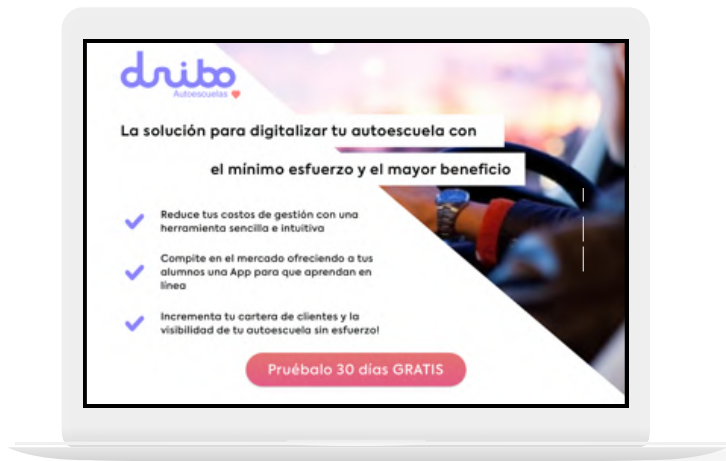 dribo
Autoescuelas
La solución para digitalizar tu autoescuela con
el mínimo esfuerzo y el mayor beneficio
Reduce tus costos de gestión con una
herramienta sencilla e intuitiva
Compite en el mercado ofreciendo a tus
alumnos una App para que aprendan en
línea
Incrementa tu cartera de clientes y la
visibilidad de tu autoescuela sin esfuerzo!
Pruébalo 30 días GRATIS